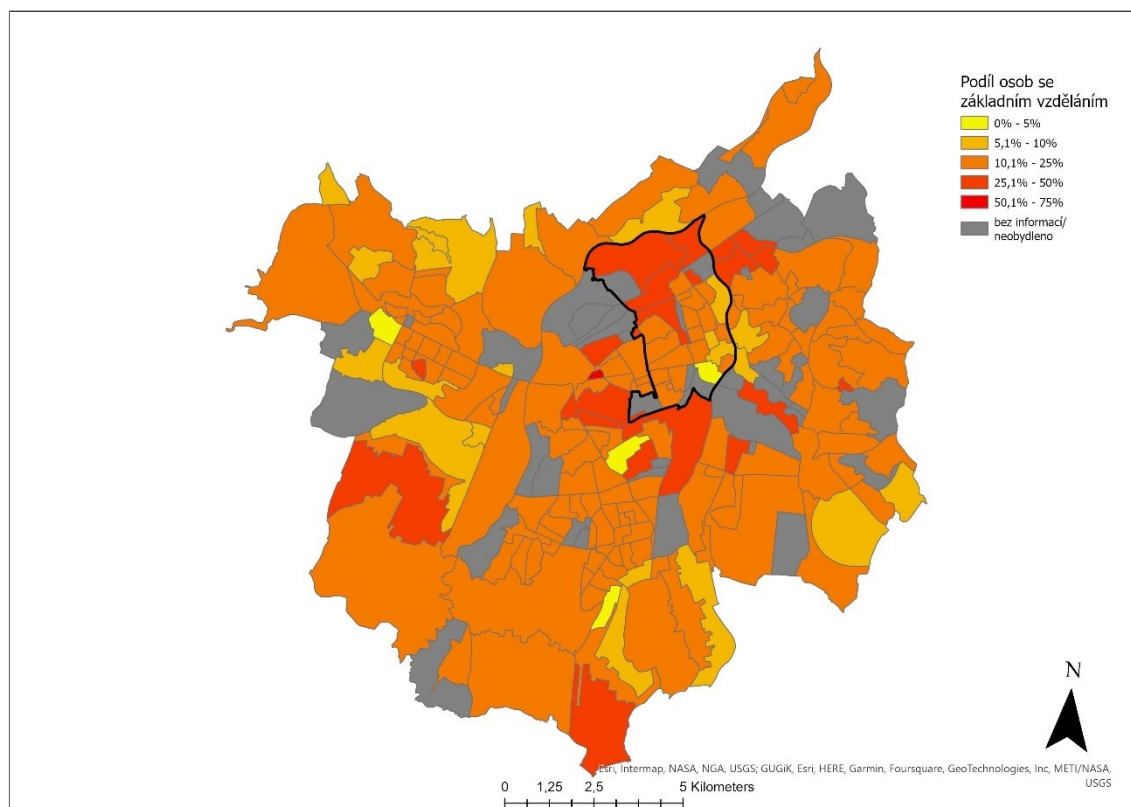 Podíl osob se
základním vzděláním
0% - 5%
5,1% - 10%
10,1% - 25%
25,1% - 50%
50,1% - 75%
bez informací/
neobydleno
N
Esri, Intermap, NASA, NGA, USGS; GUGiK, Esri, HERE, Garmin, Foursquare, GeoTechnologies, Inc, METI/NASA,
USGS
0 1,25 2,5 5 Kilometers